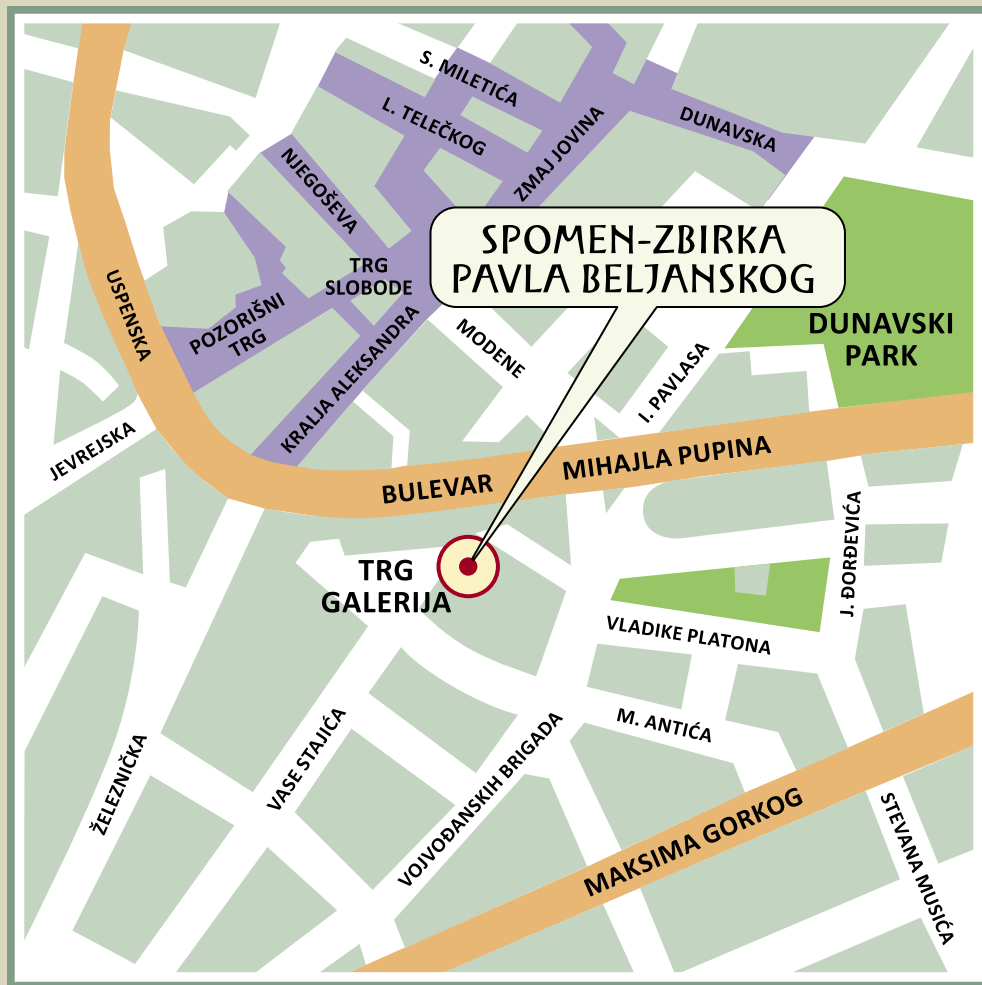 S. MILETIĆA
L. TELEČKOG
DUNAVSKA
ZMAJ JOVINA
NJEGOŠEVA
TRG
SLOBODE
SPOMEN-ZBIRKA
PAVLA BELJANSKOG
USPENSKA
POZORIŠNI
TRG
KRALJA ALEKSANDRA
MODENE
I. PAVLASA
DUNAVSKI
PARK
JEVREJSKA
BULEVAR
MIHAJLA PUPINA
TRG
GALERIJA
J. ĐORĐEVIĆA
VLADIKE PLATONA
M. ANTIĆA
ŽELEZNIČKA
VASE STAJIĆA
VOJVOĐANSKIH BRIGADA
MAKSIMA GORKOG
STEVANA MUSIĆA